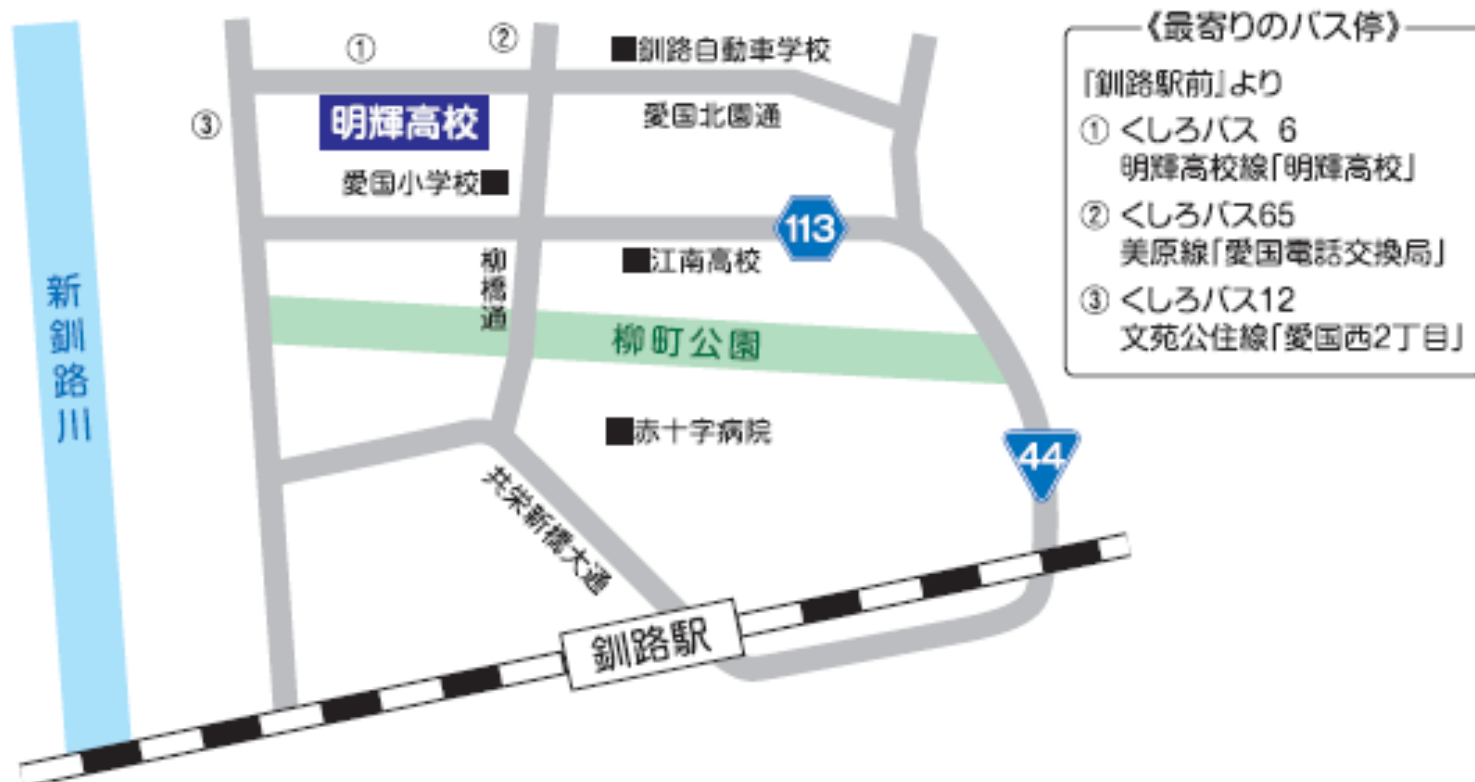 《最寄りのバス停》
『釧路駅前』より
① くしろバス 6
明輝高校線「明輝高校」
② くしろバス65
美原線「愛国電話交換局」
③ くしろバス12
文苑公住線「愛国西2丁目」
①
②
■釧路自動車学校
③
明輝高校
愛国北園通
愛国小学校■
113
柳橋通
■江南高校
新釧路川
柳町公園
■赤十字病院
44
共栄新橋大通
釧路駅